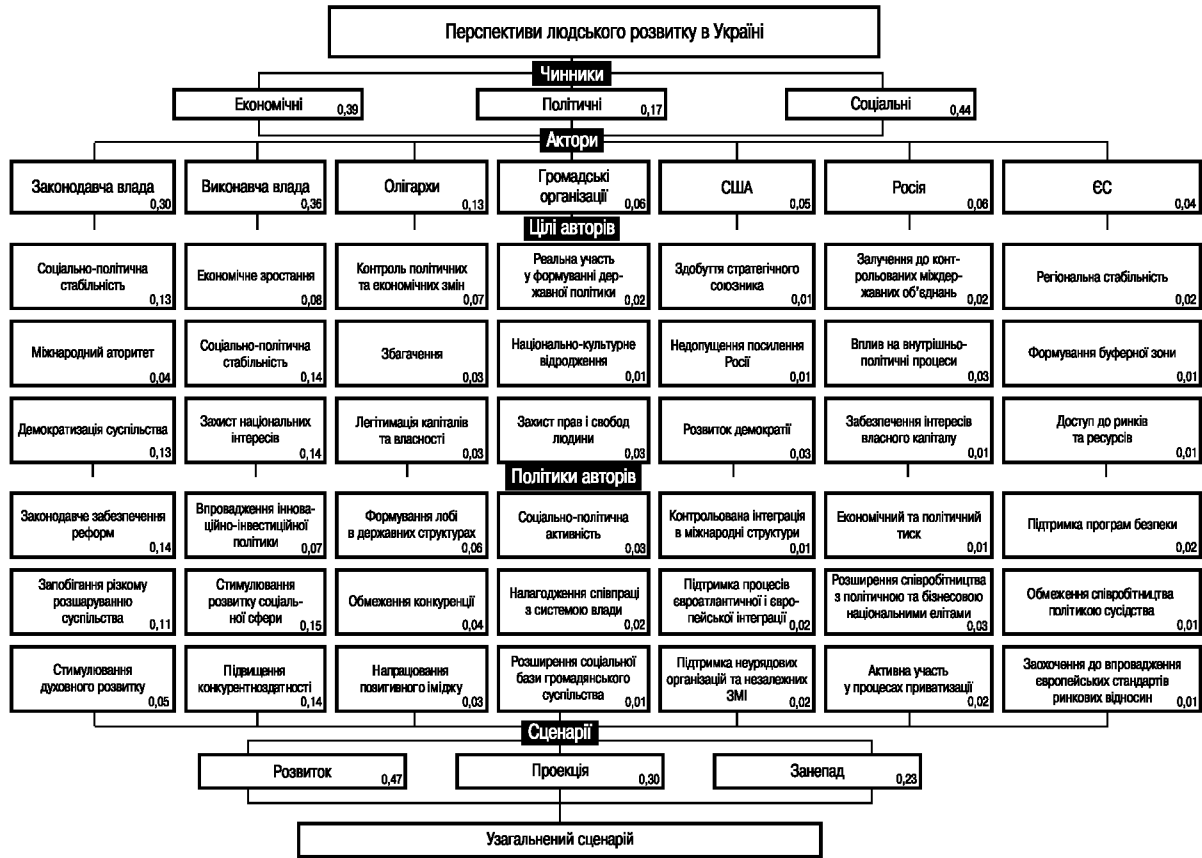 Перспективи людського розвитку в Україні
Чинники
Економічні 0,39
Політичні 0,17
Соціальні 0,44
Актори
Законодавча влада
0,30
Виконавча влада
0,36
Олігархи
0,13
Громадські
організації
0,06
США
0,05
Росія
0,06
ЄС
0,04
Цілі авторів
Соціально-політична
стабільність
0,13
Економічне зростання
0,08
Контроль політичних
та економічних змін
0,07
Реальна участь
у формуванні дер-
жавної політики
0,02
Здобуття стратегічного
союзника
0,01
Залучення до конт-
рольованих міждер-
жавних об’єднань
0,02
Регіональна стабільність
0,02
Міжнародний аторитет
0,04
Соціально-політична
стабільність
0,14
Збагачення
0,03
Національно-культурне
відродження
0,01
Недопущення посилення
Росії
0,01
Вплив на внутрішньо-
політичні процеси
0,03
Формування буферної зони
0,01
Демократизація суспільства
0,13
Захист національних
інтересів
0,14
Легітимація капіталів
та власності
0,03
Захист прав і свобод
людини
0,03
Розвиток демократії
0,03
Забезпечення інтересів
власного капіталу
0,01
Доступ до ринків
та ресурсів
0,01
Політики авторів
Законодавче забезпечення
реформ
0,14
Впровадження іннова-
ційно-інвестиційної
політики
0,07
Формування лобі
в державних структурах
0,06
Соціально-політична
активність
0,03
Контрольована інтеграція
в міжнародні структури
0,01
Економічний та політичний
тиск
0,01
Підтримка програм безпеки
0,02
Запобігання різкому
розшаруванню
суспільства
0,11
Стимулювання
розвитку соціаль-
ної сфери
0,15
Обмеження конкуренції
0,04
Налагодження співпраці
з системою влади
0,02
Підтримка процесів
євроатлантичної і євро-
пейської інтеграції
0,02
Розширення співробітництва
з політичною та бізнесовою
національними елітами
0,03
Обмеження співробітництва
політикою сусідства
0,01
Стимулювання
духовного розвитку
0,05
Підвищення
конкурентноздатності
0,14
Напрацювання
позитивного іміджу
0,03
Розширення соціальної
бази громадянського
суспільства
0,01
Підтримка неурядових
організацій та незалежних
ЗМІ
0,02
Активна участь
у процесах приватизації
0,02
Звохочення до впровадження
європейських стандартів
ринкових відносин
0,01
Сценарії
Розвиток 0,47
Проекція 0,30
Занепад 0,23
Узагальнений сценарій